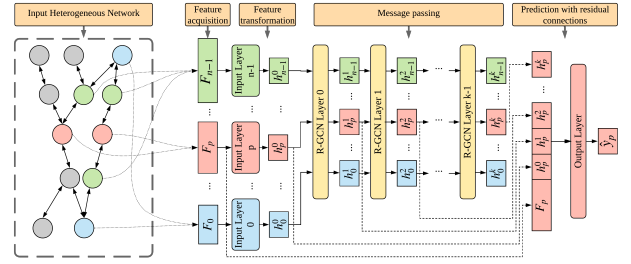 Input Heterogeneous Network
Feature
acquisition)
Feature
transformation)
Message passing
Prediction with residual
connections
F_{n-1}
Input Layer
n-1
h^0_{n-1}
R-GCN Layer 0
h^1_{n-1}
R-GCN Layer 1
h^2_{n-1}
...
R-GCN Layer k-1
h^k_{n-1}
h^k_p
...
...
...
F_p
Input Layer
p
h^0_p
h^1_p
h^2_p
...
h^k_p
h^2_p
h^1_p
h^0_p
F_p
Output Layer
ŷ_p
...
...
...
F_0
Input Layer
0
h^0_0
h^1_0
h^2_0
...
h^k_0